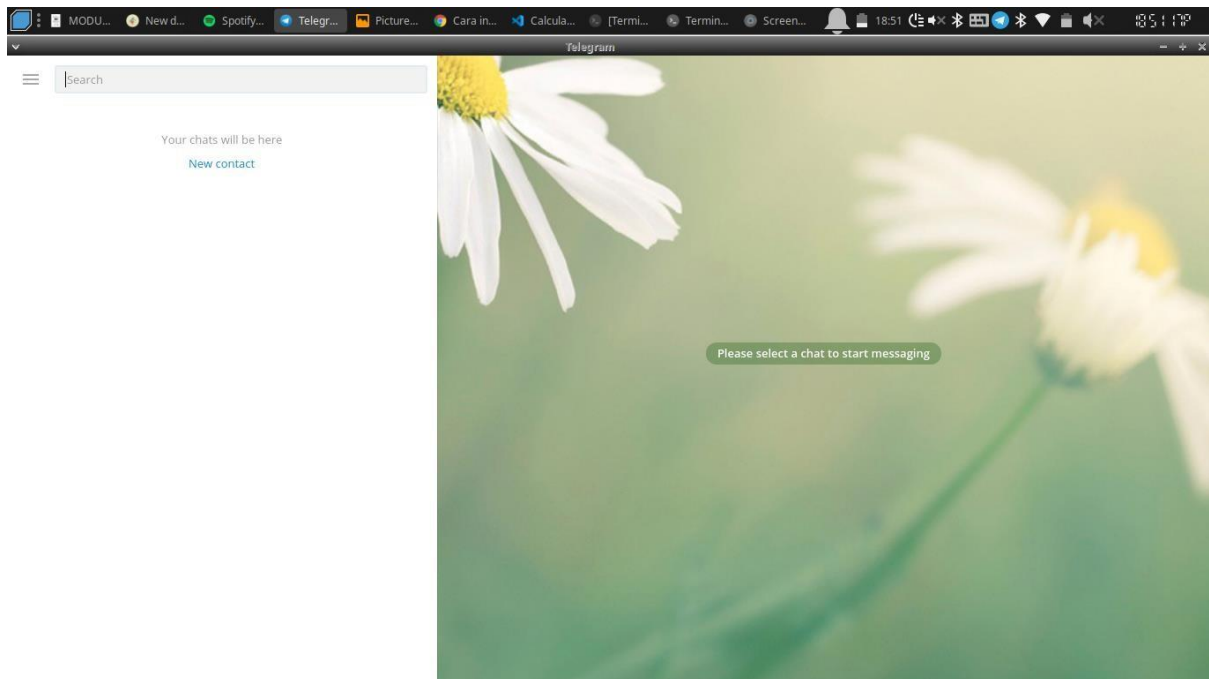 MODU... New d... Spotify... Telegr... Picture... Cara in... Calcula... [Termi... Termin... Screen... 18:51
Telegram
Search
Your chats will be here
New contact
Please select a chat to start messaging